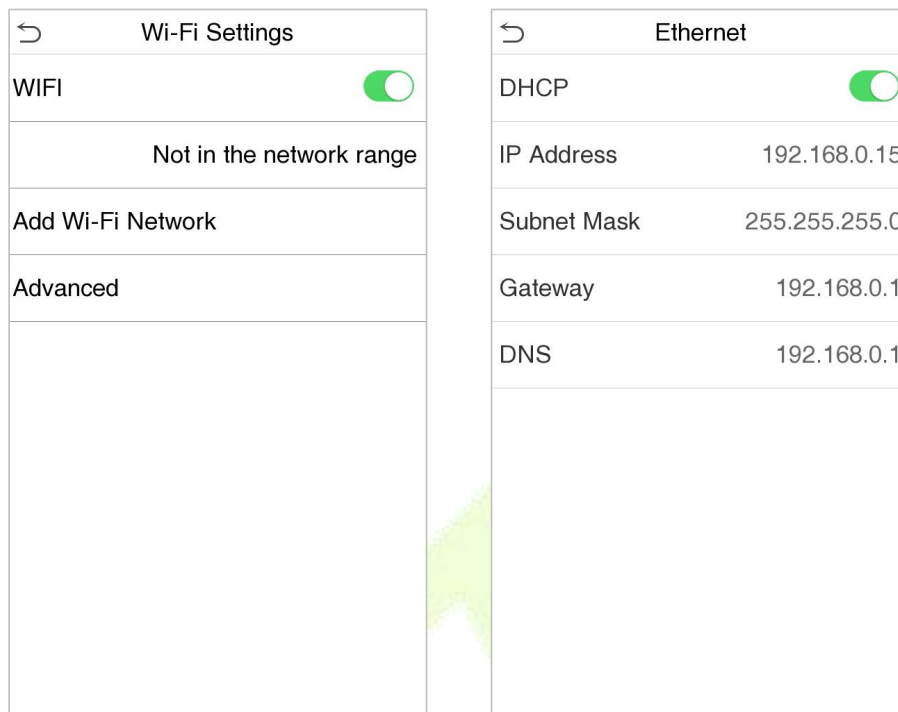 Wi-Fi Settings
WIFI
Not in the network range
Add Wi-Fi Network
Advanced
Ethernet
DHCP
IP Address 192.168.0.15
Subnet Mask 255.255.255.0
Gateway 192.168.0.1
DNS 192.168.0.1